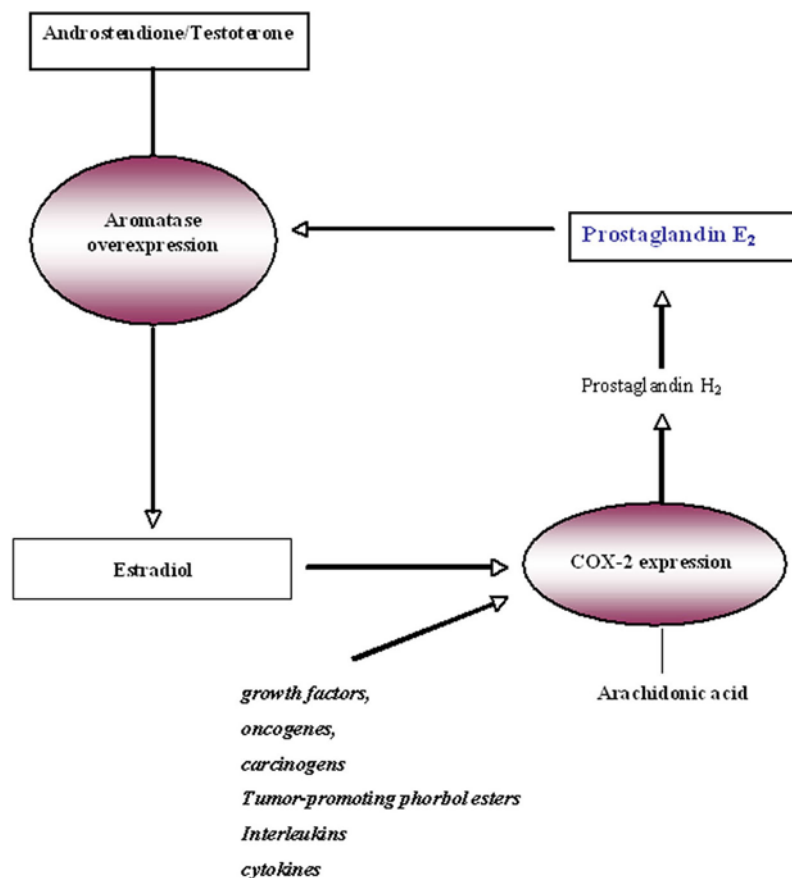 Androstendione/Testoterone
Aromatase
overexpression
Prostaglandin E₂
Prostaglandin H₂
Estradiol
COX-2 expression
Arachidonic acid
growth factors,
oncogenes,
carcinogens
Tumor-promoting phorbol esters
Interleukins
cytokines